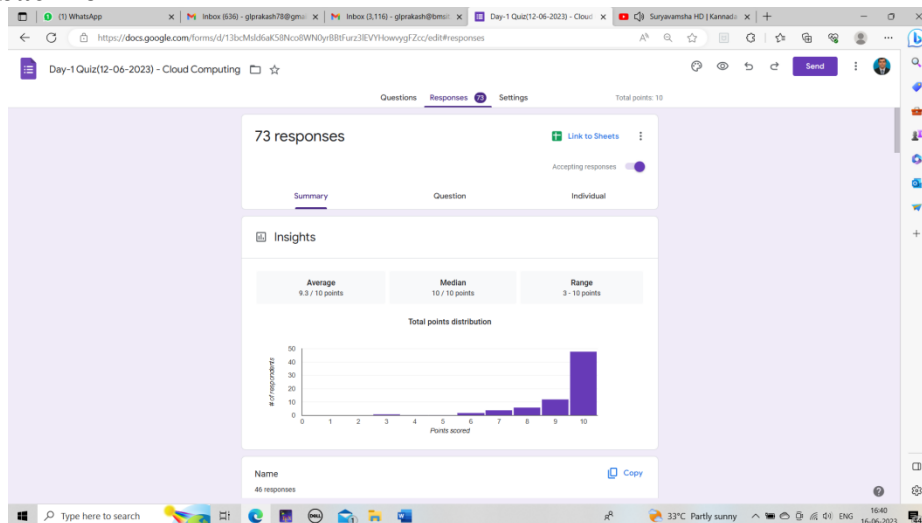 (1) WhatsApp
Inbox (636) - glprakash78@gma
Inbox (3,116) - glprakash@bmsit
Day-1 Quiz(12-06-2023) - Cloud
Suryavamsha HD | Kannada
https://docs.google.com/forms/d/13bcMsld6aK58Nco8WN0yrBBtFurz3lEVYHowvygFZcc/edit#responses
Day-1 Quiz(12-06-2023) - Cloud Computing
Send
Questions Responses 73 Settings
Total points: 10
73 responses
Link to Sheets
Accepting responses
Summary Question Individual
Insights
Average Median Range
9.3 / 10 points 10 / 10 points 3 - 10 points
Total points distribution
# of respondents
50
40
30
20
10
0
0 1 2 3 4 5 6 7 8 9 10
Points scored
Name
Copy
46 responses
Type here to search
33°C Partly sunny
ENG
16:40
16-06-2023